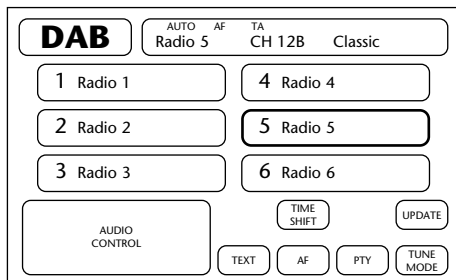 DAB
AUTO AF TA
Radio 5 CH 12B Classic
1 Radio 1
4 Radio 4
2 Radio 2
5 Radio 5
3 Radio 3
6 Radio 6
AUDIO
CONTROL
TIME
SHIFT
UPDATE
TEXT
AF
PTY
TUNE
MODE